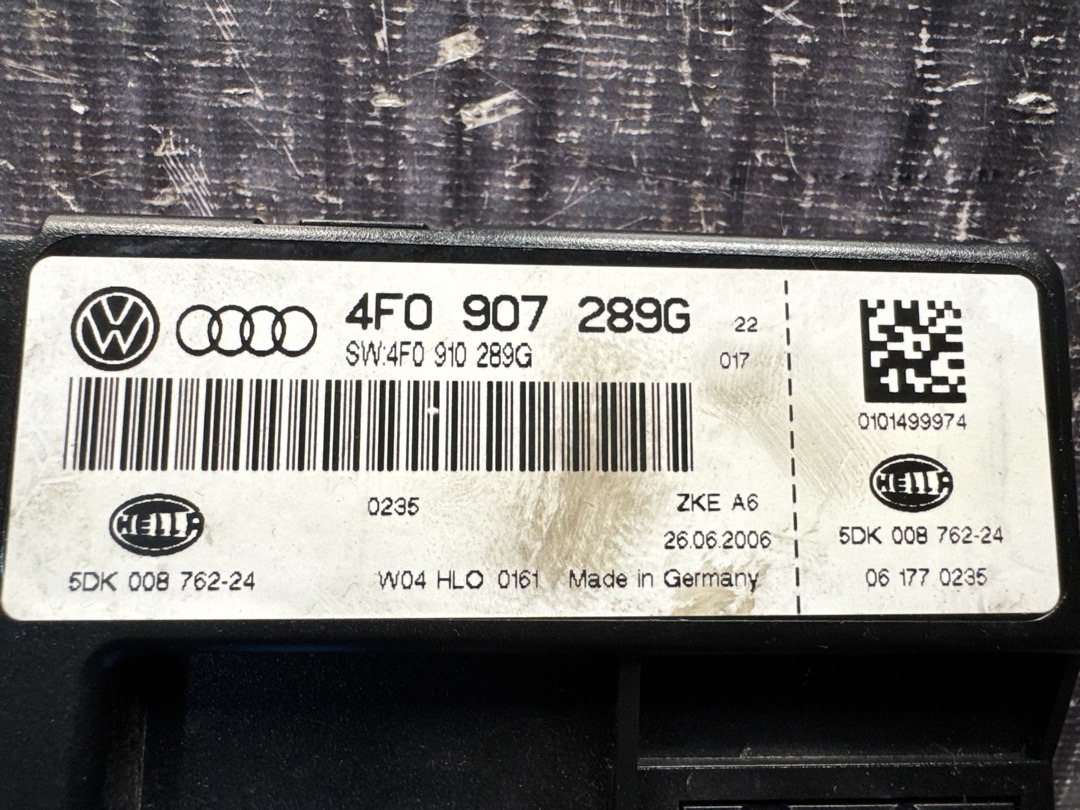 4F0 907 289G 22
SW:4F0 910 289G 017
0101499974
HELLA 0235 ZKE A6 HELLA
26.06.2006 5DK 008 762-24
5DK 008 762-24 W04 HLO 0161 Made in Germany 06 177 0235